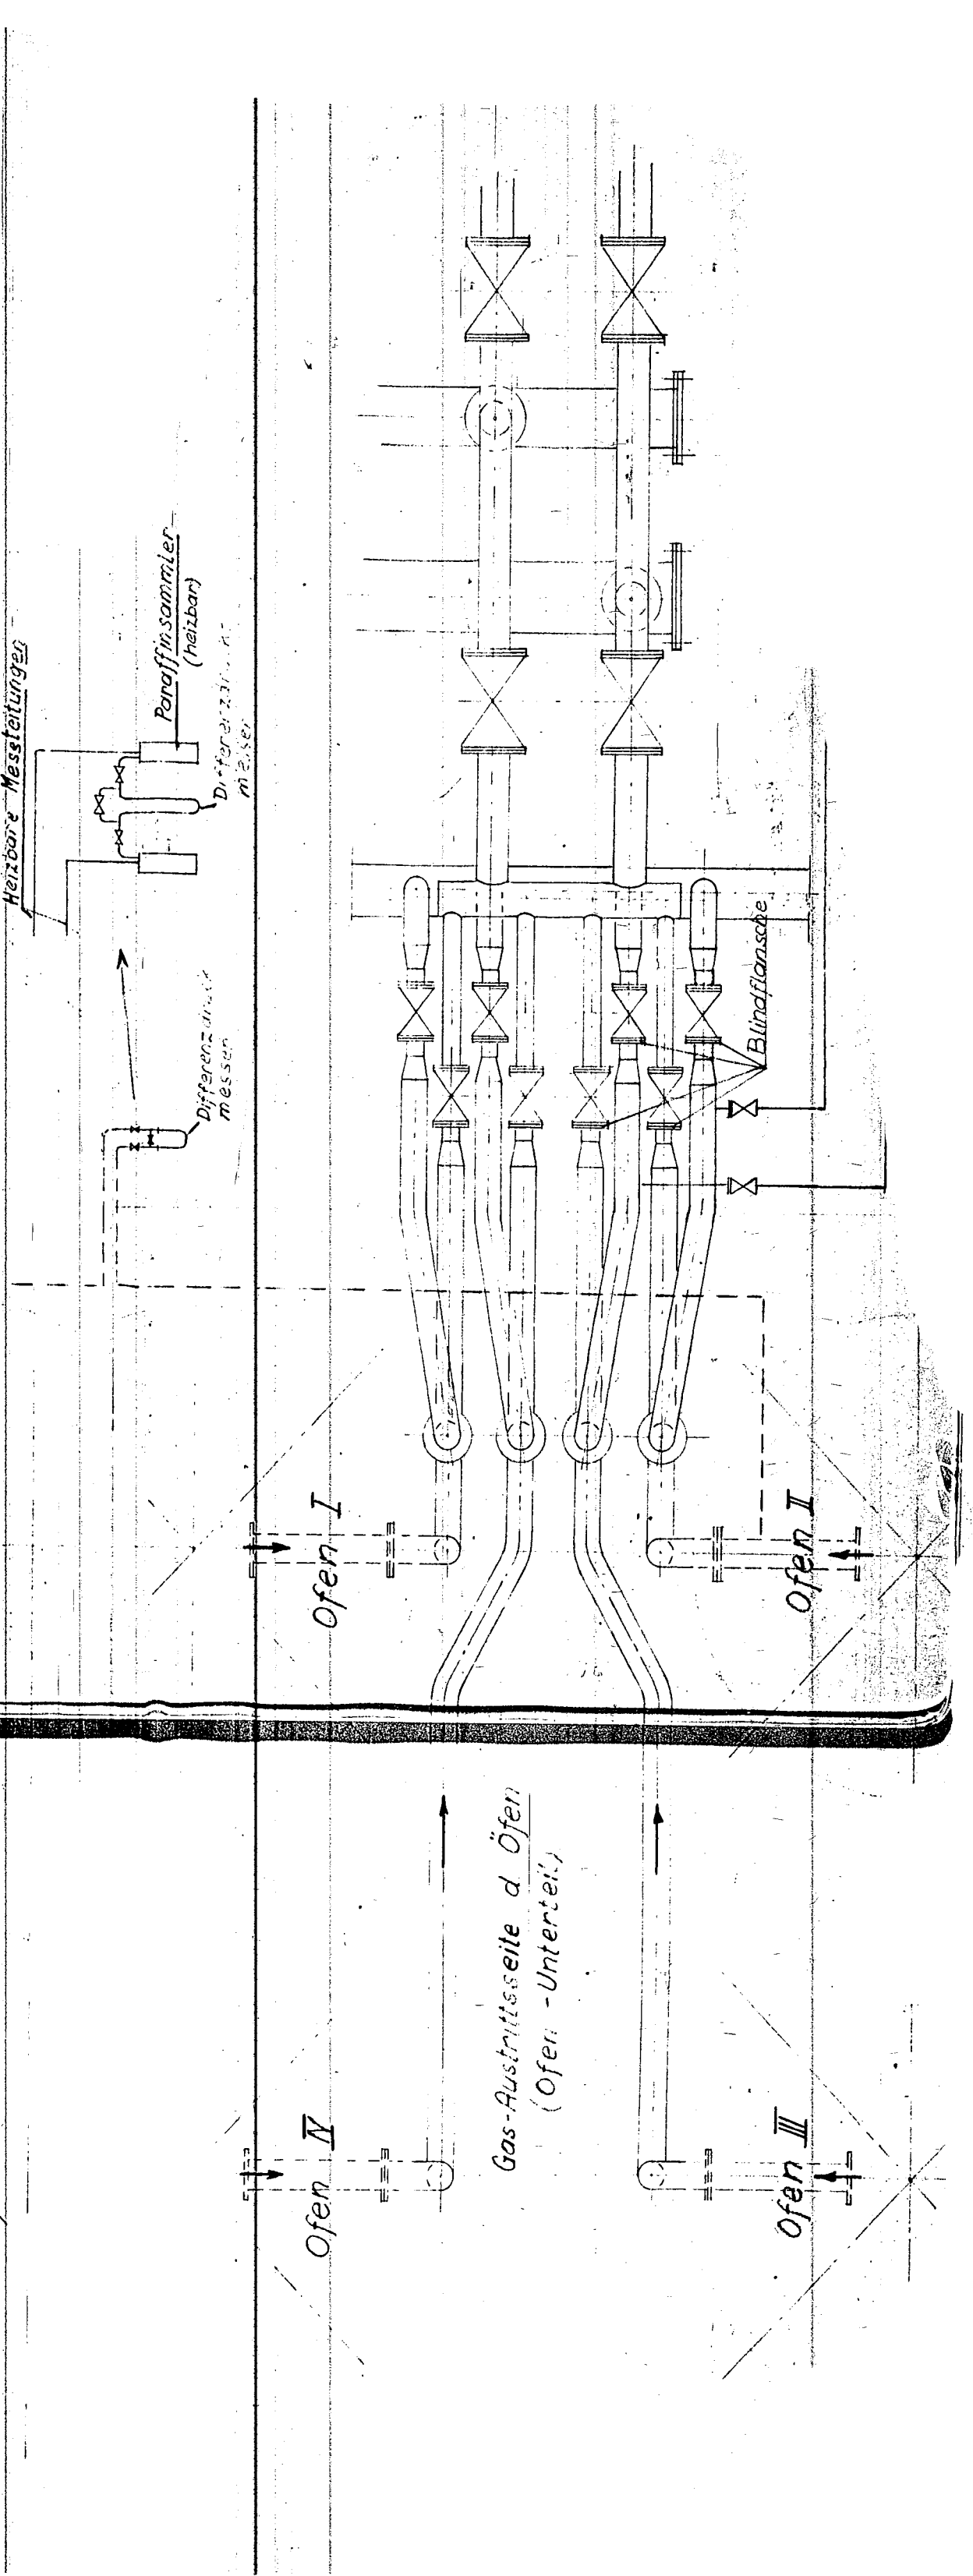 Heizbare Messleitungen
Paraffinsammler
(heizbar)
Differenzdruck
messen
Blindflansche
Ofen I
Ofen II
Gas-Austrittsseite d Öfen
(Ofen-Unterteil)
Ofen IV
Ofen III